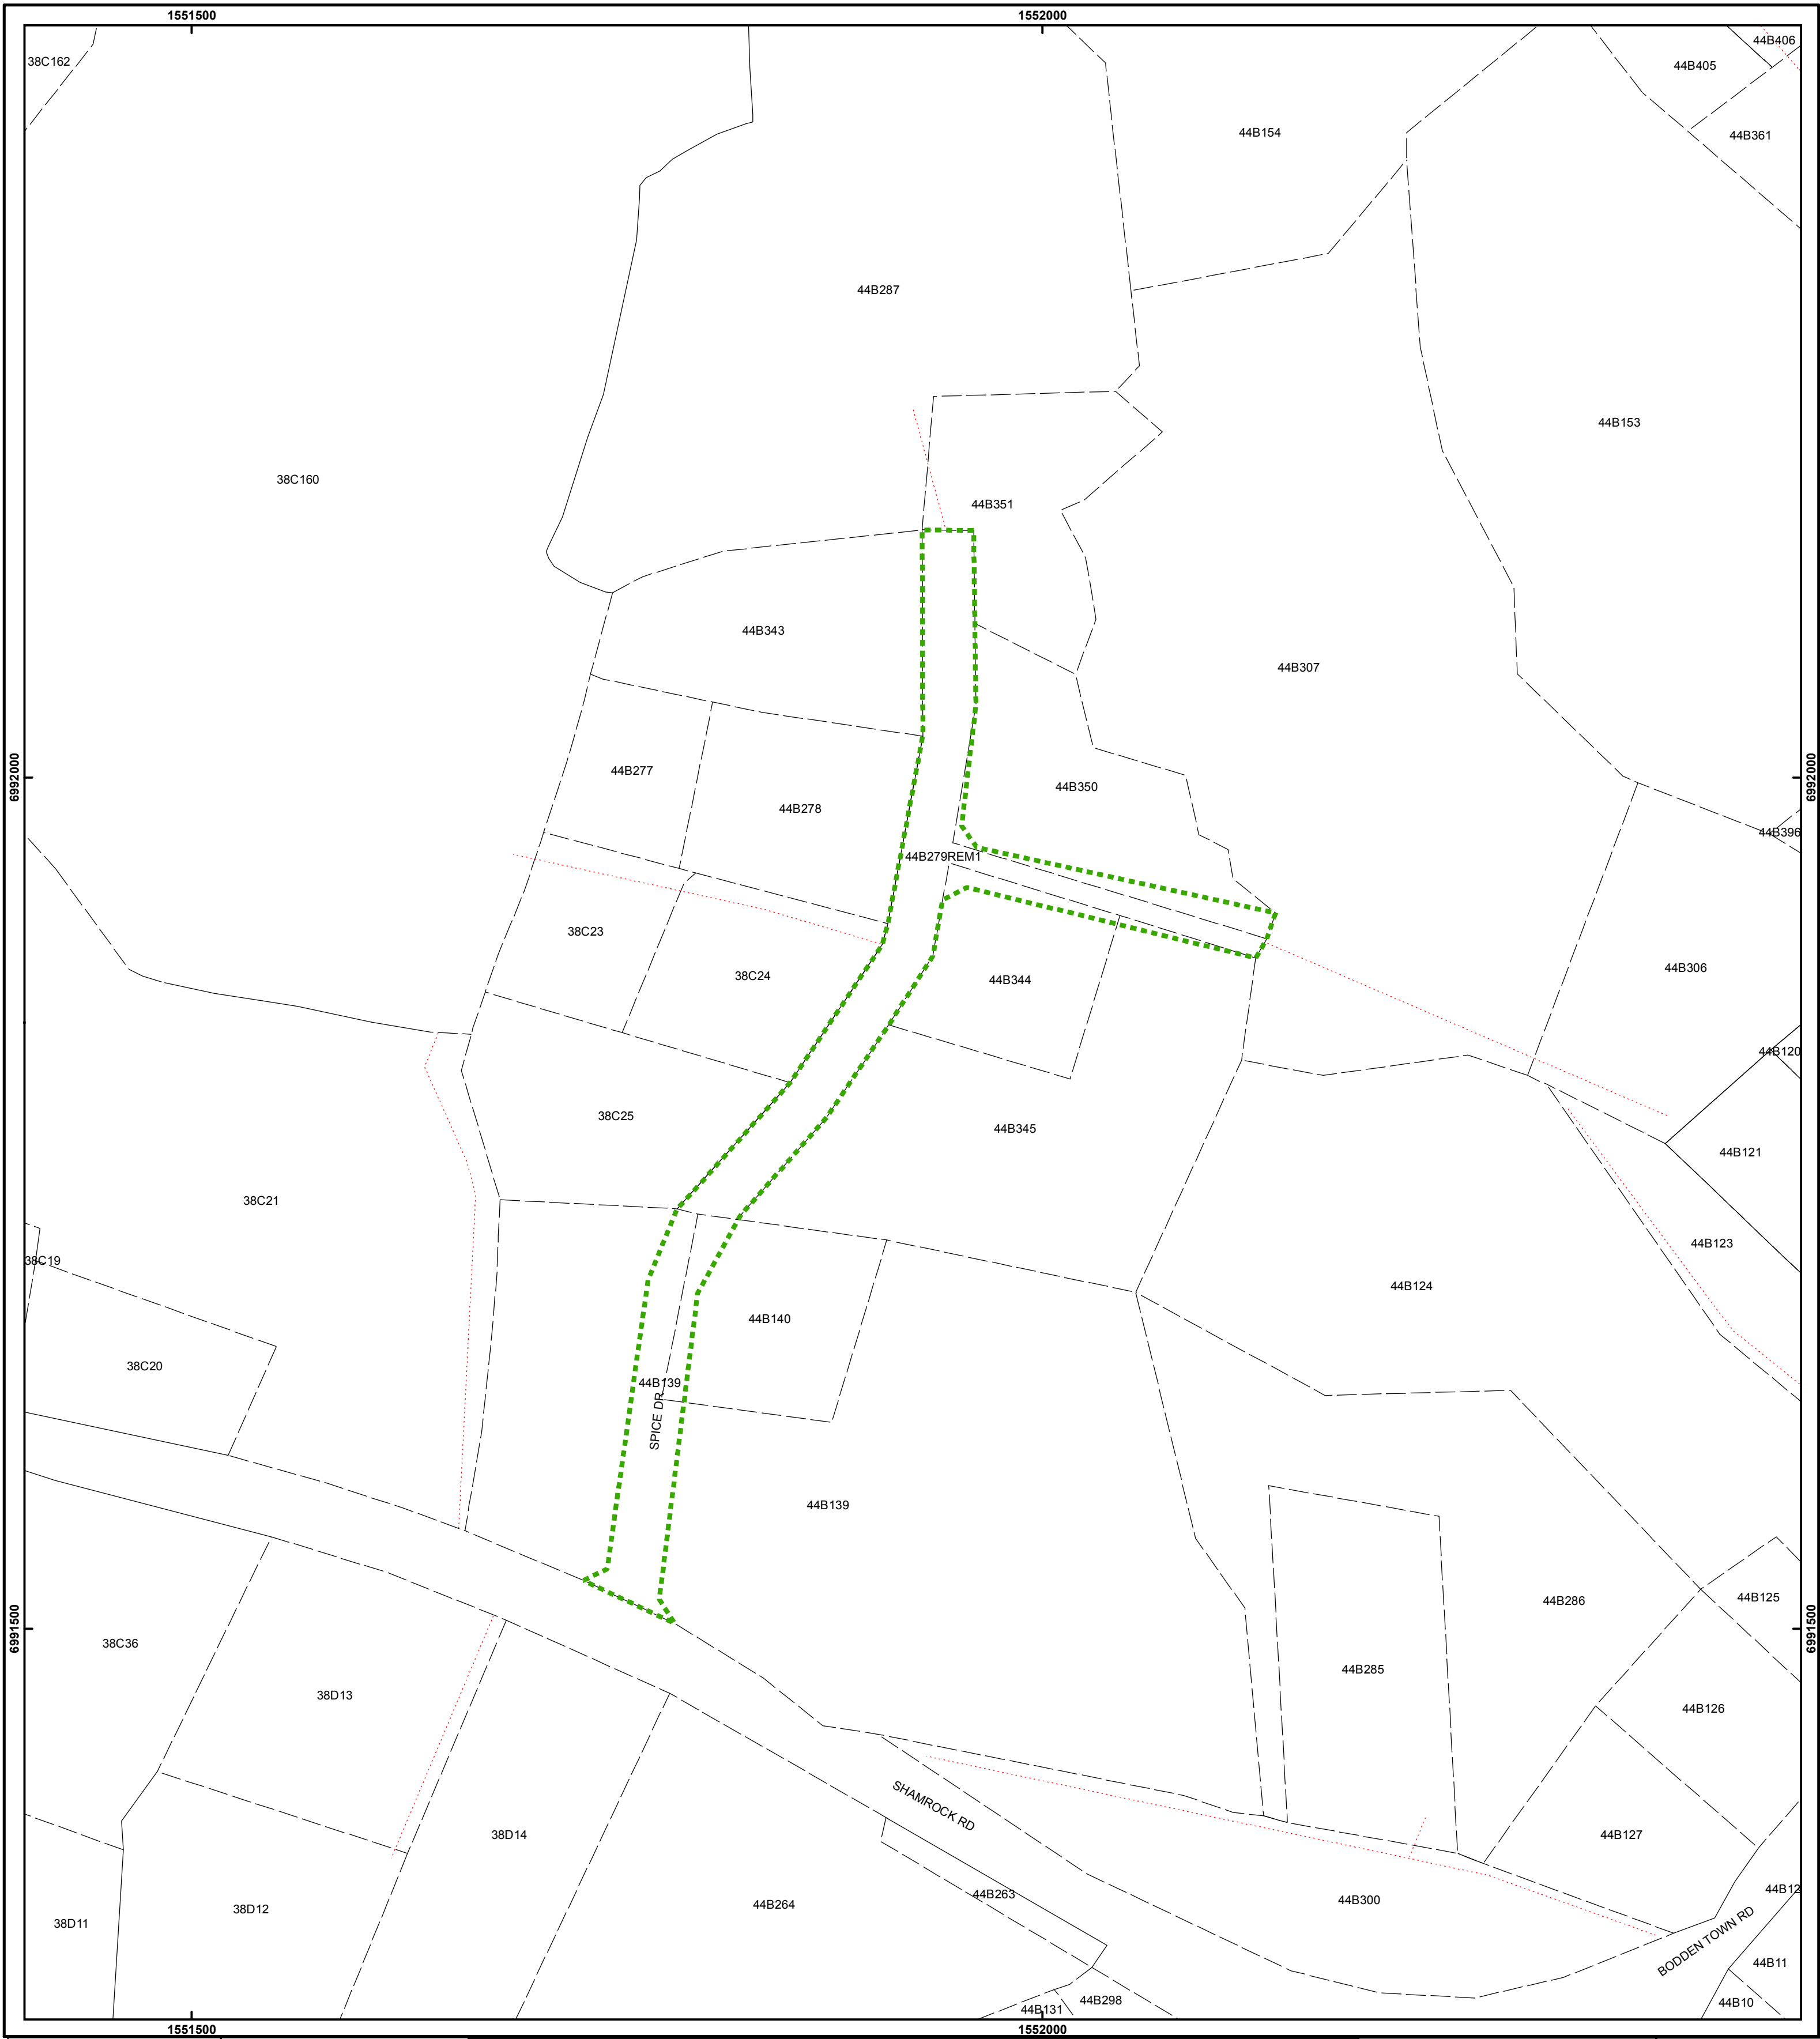 1551500
1552000
44B406
38C162
44B405
44B154
44B361
44B287
44B153
38C160
44B351
44B343
44B307
44B277
6992000
6992000
44B350
44B278
44B396
44B279REM1
38C23
44B306
38C24
44B344
44B120
38C25
44B345
44B121
38C21
44B123
38C19
44B124
44B140
38C20
44B139
SPICE DR
44B139
44B125
44B286
6991500
6991500
38C36
44B285
38D13
44B126
SHAMROCK RD
38D14
44B127
44B12
44B263
44B300
44B264
38D12
38D11
BODDEN TOWN RD
44B11
44B298
44B10
44B131
1551500
1552000